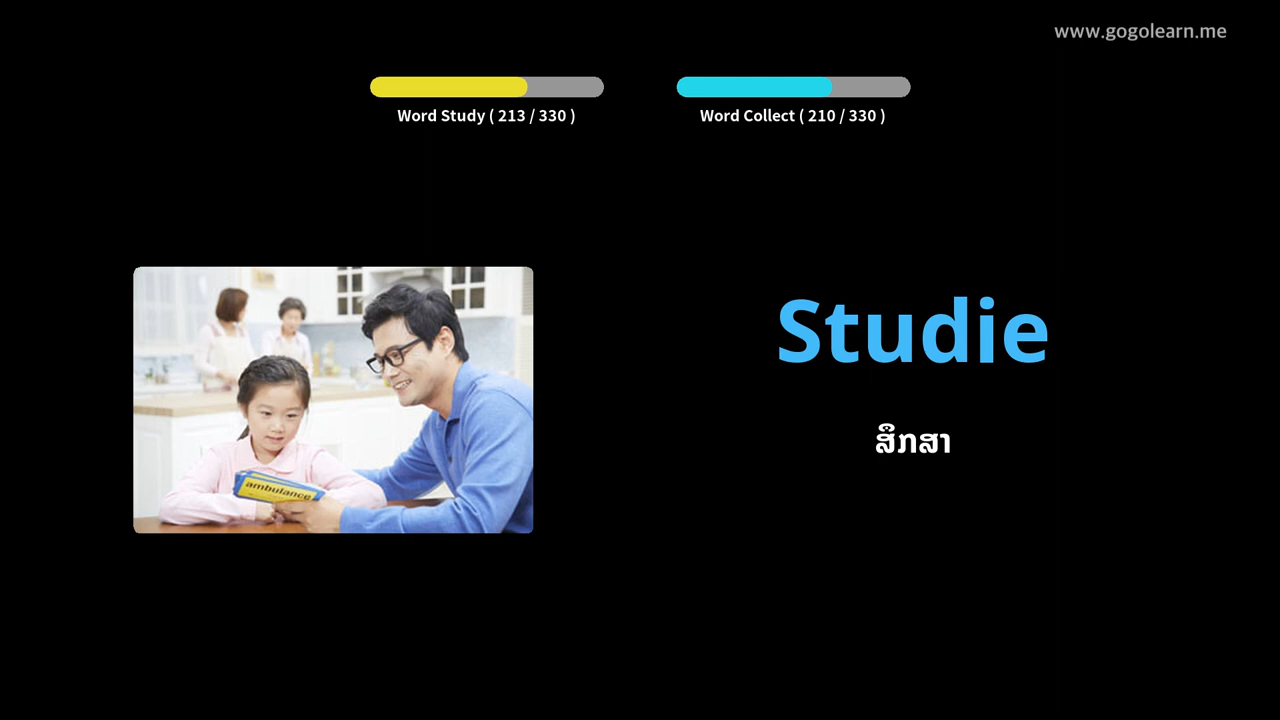 www.gogolearn.me
Word Study ( 213 / 330 )
Word Collect ( 210 / 330 )
Studie
ສຶກສາ
ambulance